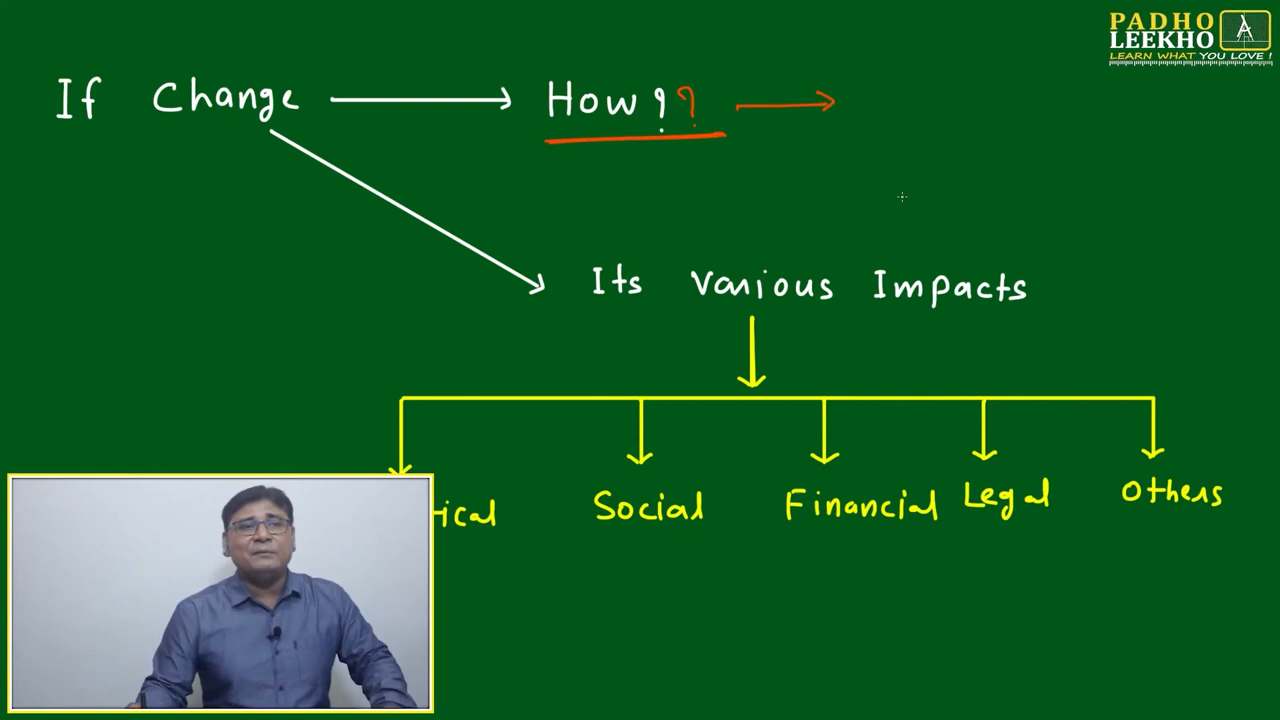 PADHO
LEEKHO
LEARN WHAT YOU LOVE !
If Change How ??
Its Various Impacts
Social Financial Legal Others